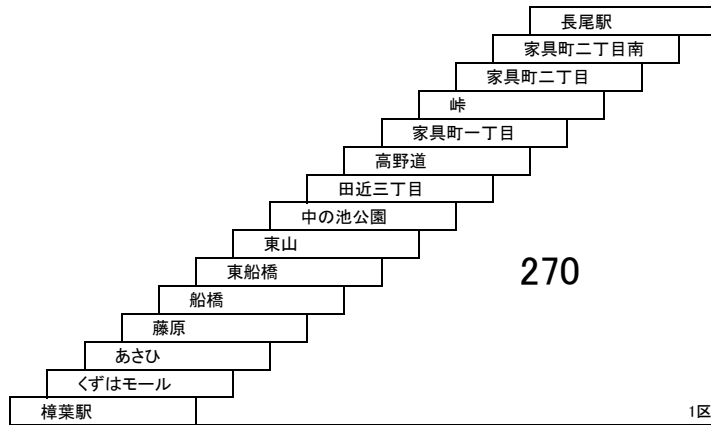 長尾駅
家具町二丁目南
家具町二丁目
峠
家具町一丁目
高野道
田近三丁目
中の池公園
東山
東船橋
270
船橋
藤原
あさひ
くずはモール
樟葉駅
1区